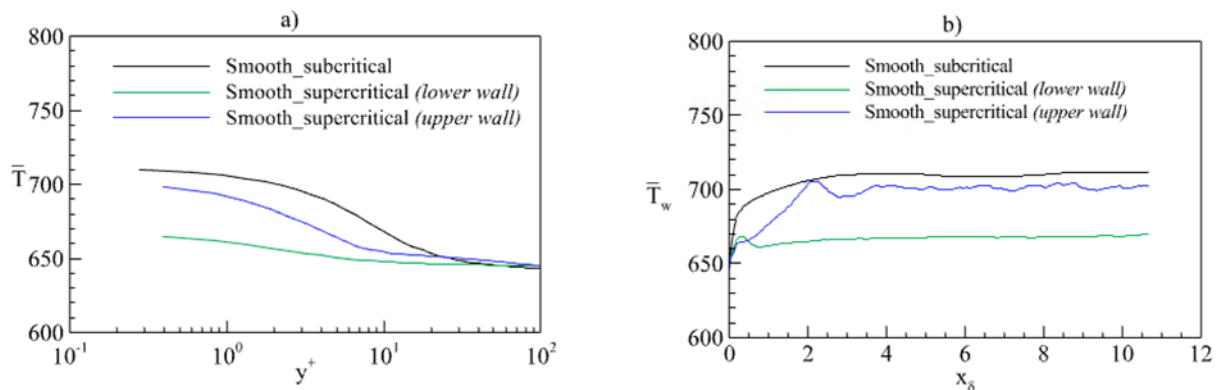 a)
800
750
700
650
600
T̅
Smooth_subcritical
Smooth_supercritical (lower wall)
Smooth_supercritical (upper wall)
10⁻¹ 10⁰ 10¹ 10²
y⁺
b)
800
750
700
650
600
T̅w
Smooth_subcritical
Smooth_supercritical (lower wall)
Smooth_supercritical (upper wall)
0 2 4 6 8 10 12
xδ